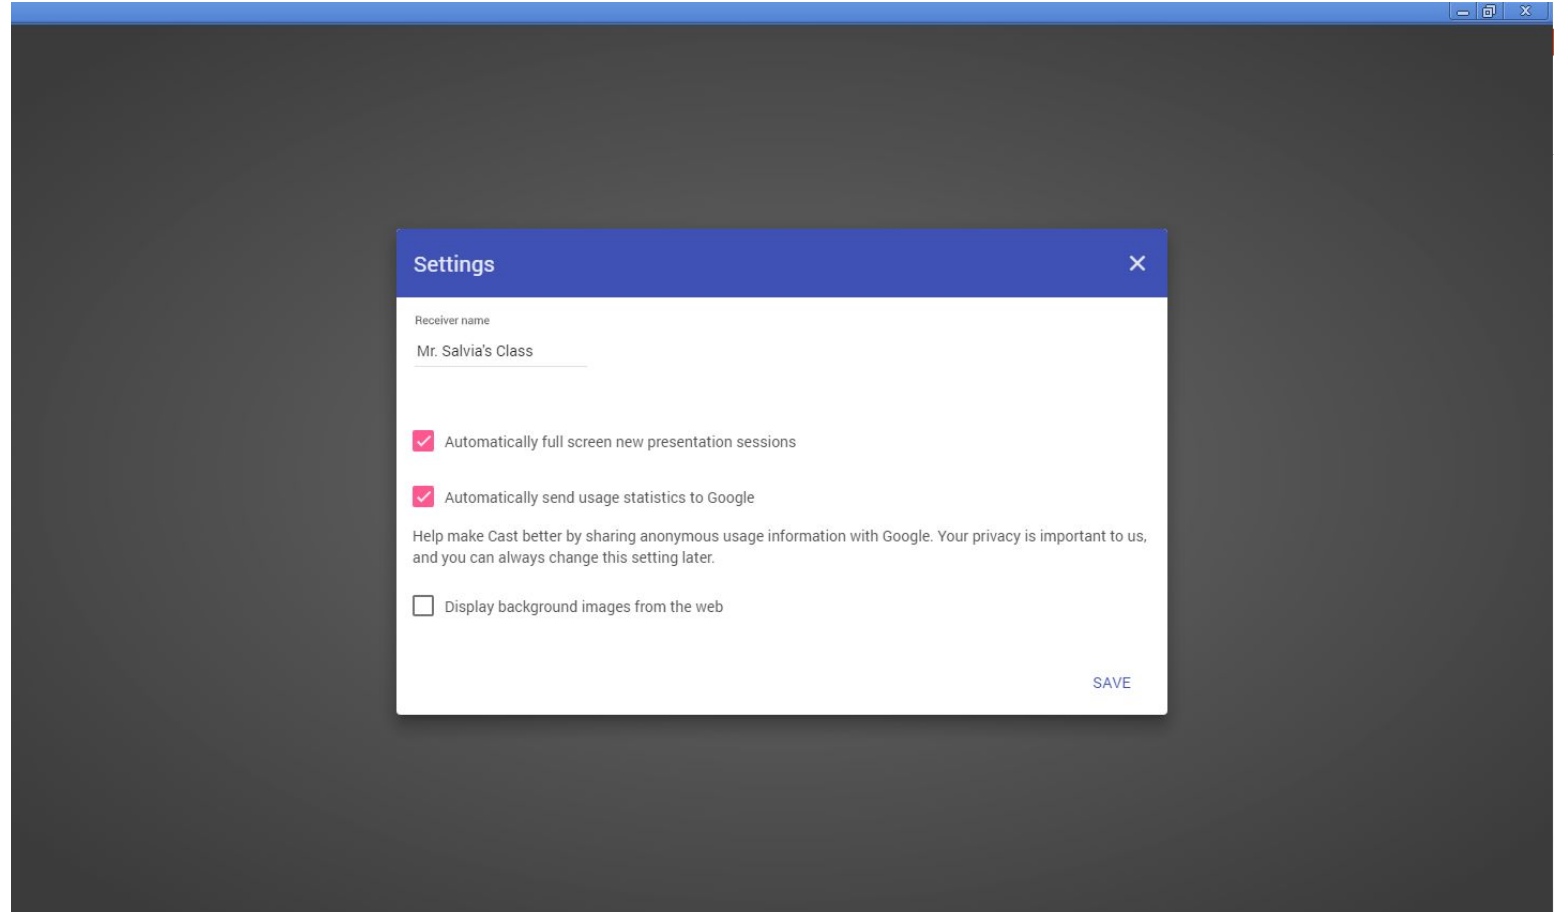 Settings
Receiver name
Mr. Salvia's Class
Automatically full screen new presentation sessions
Automatically send usage statistics to Google
Help make Cast better by sharing anonymous usage information with Google. Your privacy is important to us,
and you can always change this setting later.
Display background images from the web
SAVE